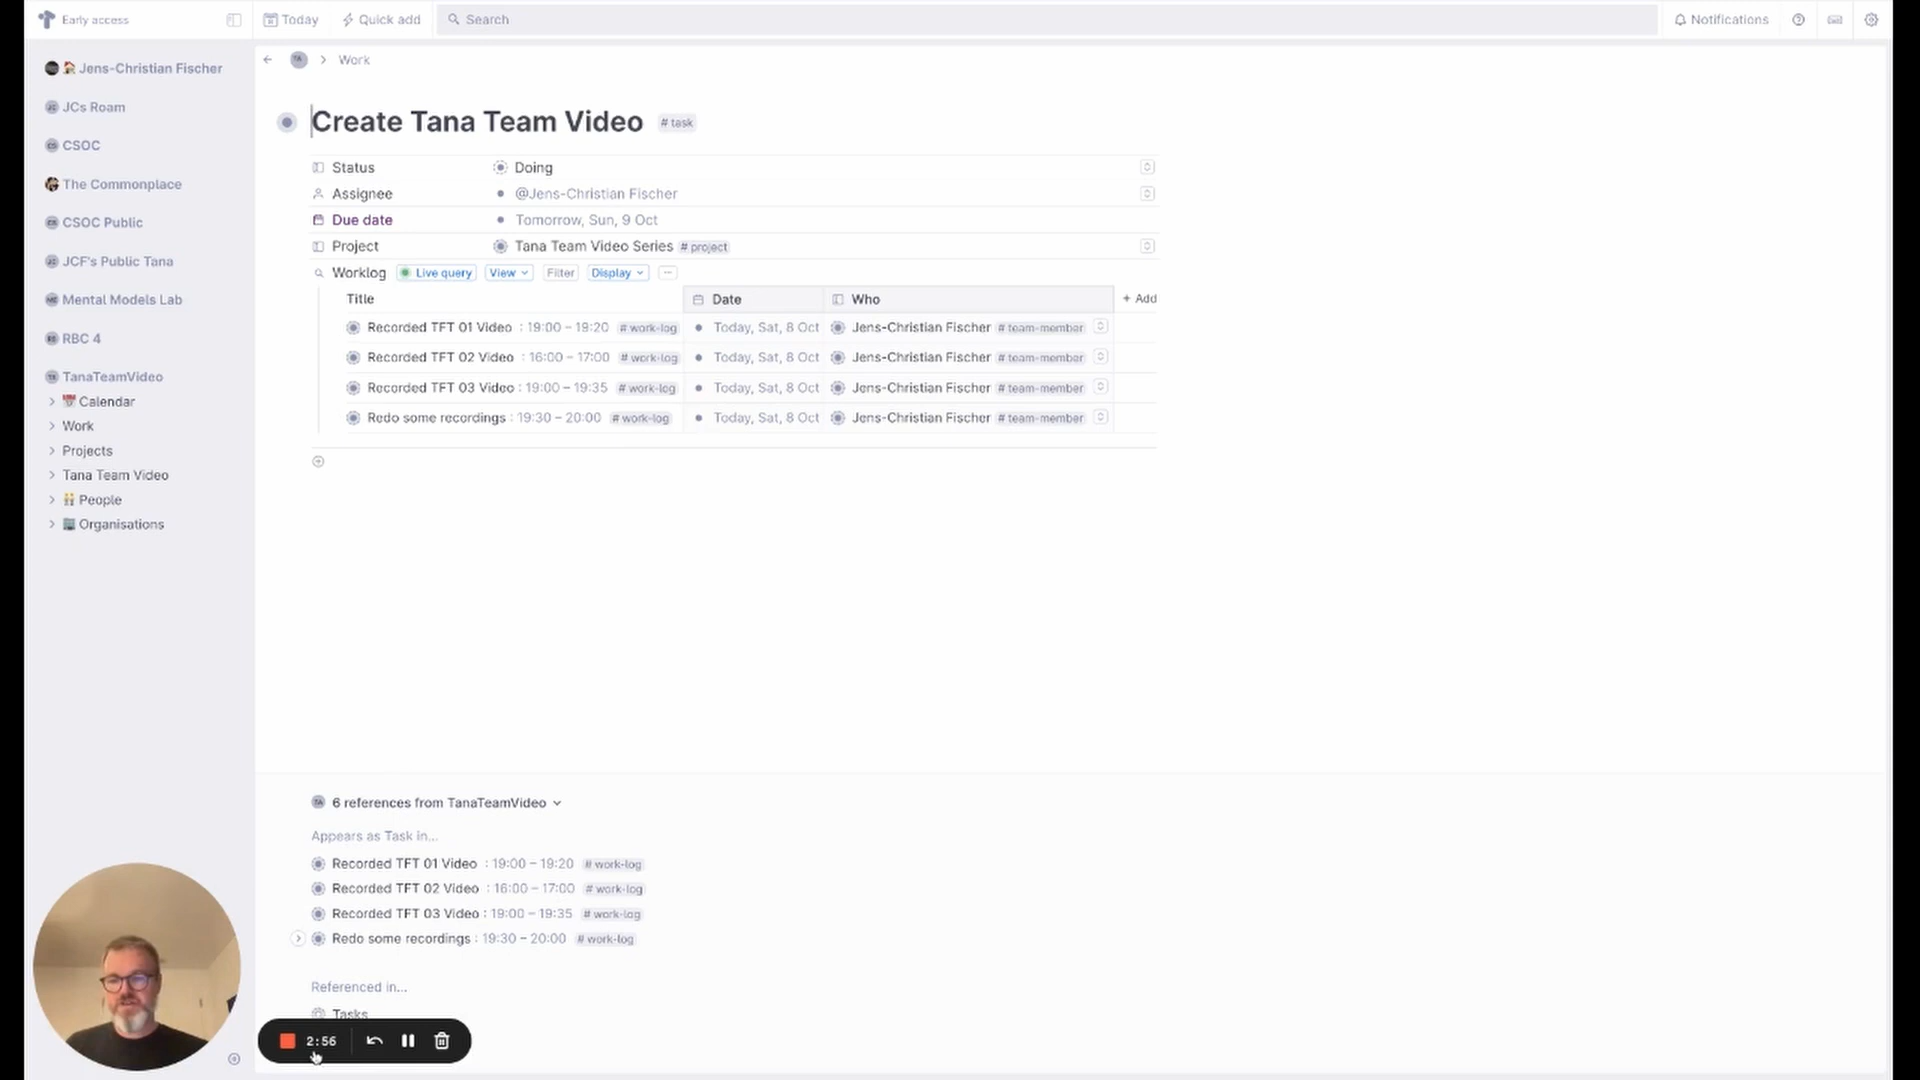 Early access
Today
Quick add
Search
Notifications
Jens-Christian Fischer
JCs Roam
CSOC
The Commonplace
CSOC Public
JCF's Public Tana
Mental Models Lab
RBC 4
TanaTeamVideo
Calendar
Work
Projects
Tana Team Video
People
Organisations
TA > Work
Create Tana Team Video # task
Status Doing
Assignee @Jens-Christian Fischer
Due date Tomorrow, Sun, 9 Oct
Project Tana Team Video Series # project
Worklog Live query View Filter Display ...
Title Date Who + Add
Recorded TFT 01 Video : 19:00 – 19:20 # work-log Today, Sat, 8 Oct Jens-Christian Fischer # team-member
Recorded TFT 02 Video : 16:00 – 17:00 # work-log Today, Sat, 8 Oct Jens-Christian Fischer # team-member
Recorded TFT 03 Video : 19:00 – 19:35 # work-log Today, Sat, 8 Oct Jens-Christian Fischer # team-member
Redo some recordings : 19:30 – 20:00 # work-log Today, Sat, 8 Oct Jens-Christian Fischer # team-member
TA 6 references from TanaTeamVideo
Appears as Task in...
Recorded TFT 01 Video : 19:00 – 19:20 # work-log
Recorded TFT 02 Video : 16:00 – 17:00 # work-log
Recorded TFT 03 Video : 19:00 – 19:35 # work-log
Redo some recordings : 19:30 – 20:00 # work-log
Referenced in...
Tasks
2:56